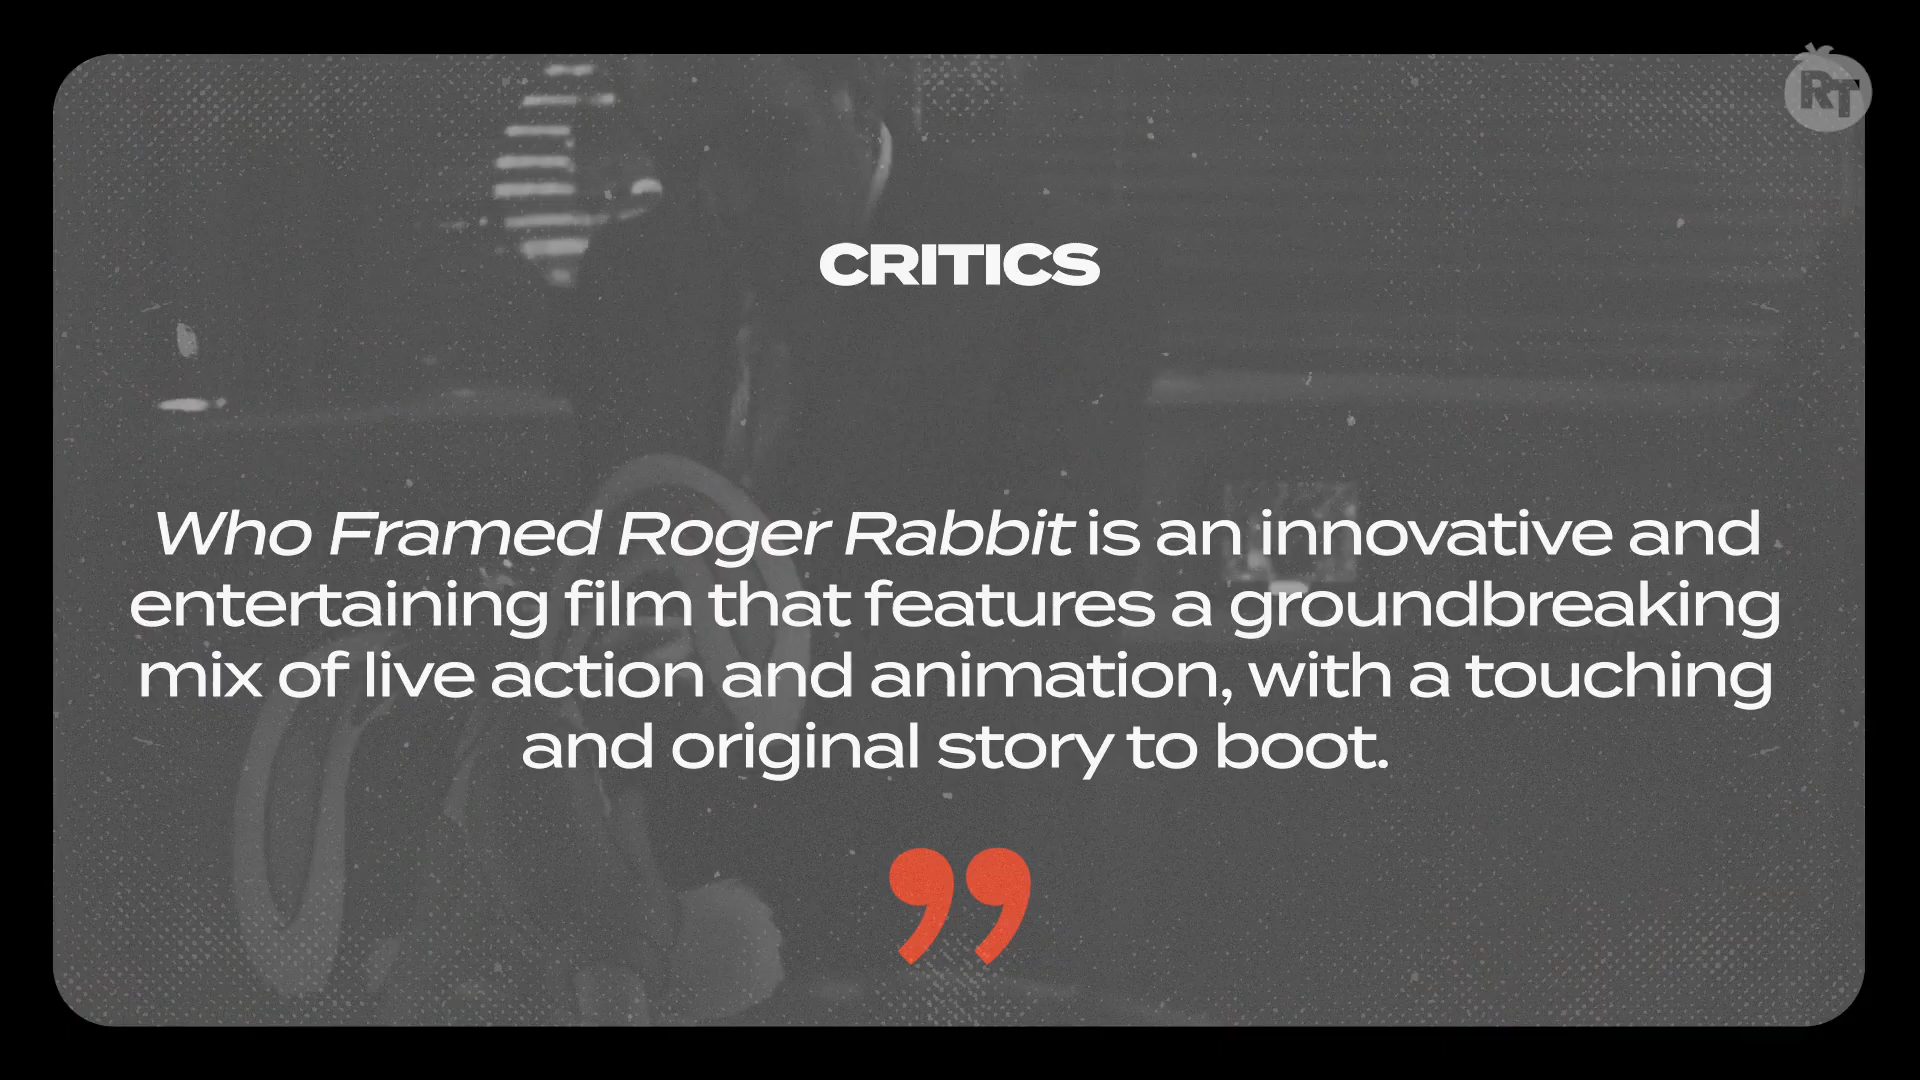 RT
CRITICS
Who Framed Roger Rabbit is an innovative and
entertaining film that features a groundbreaking
mix of live action and animation, with a touching
and original story to boot.
”